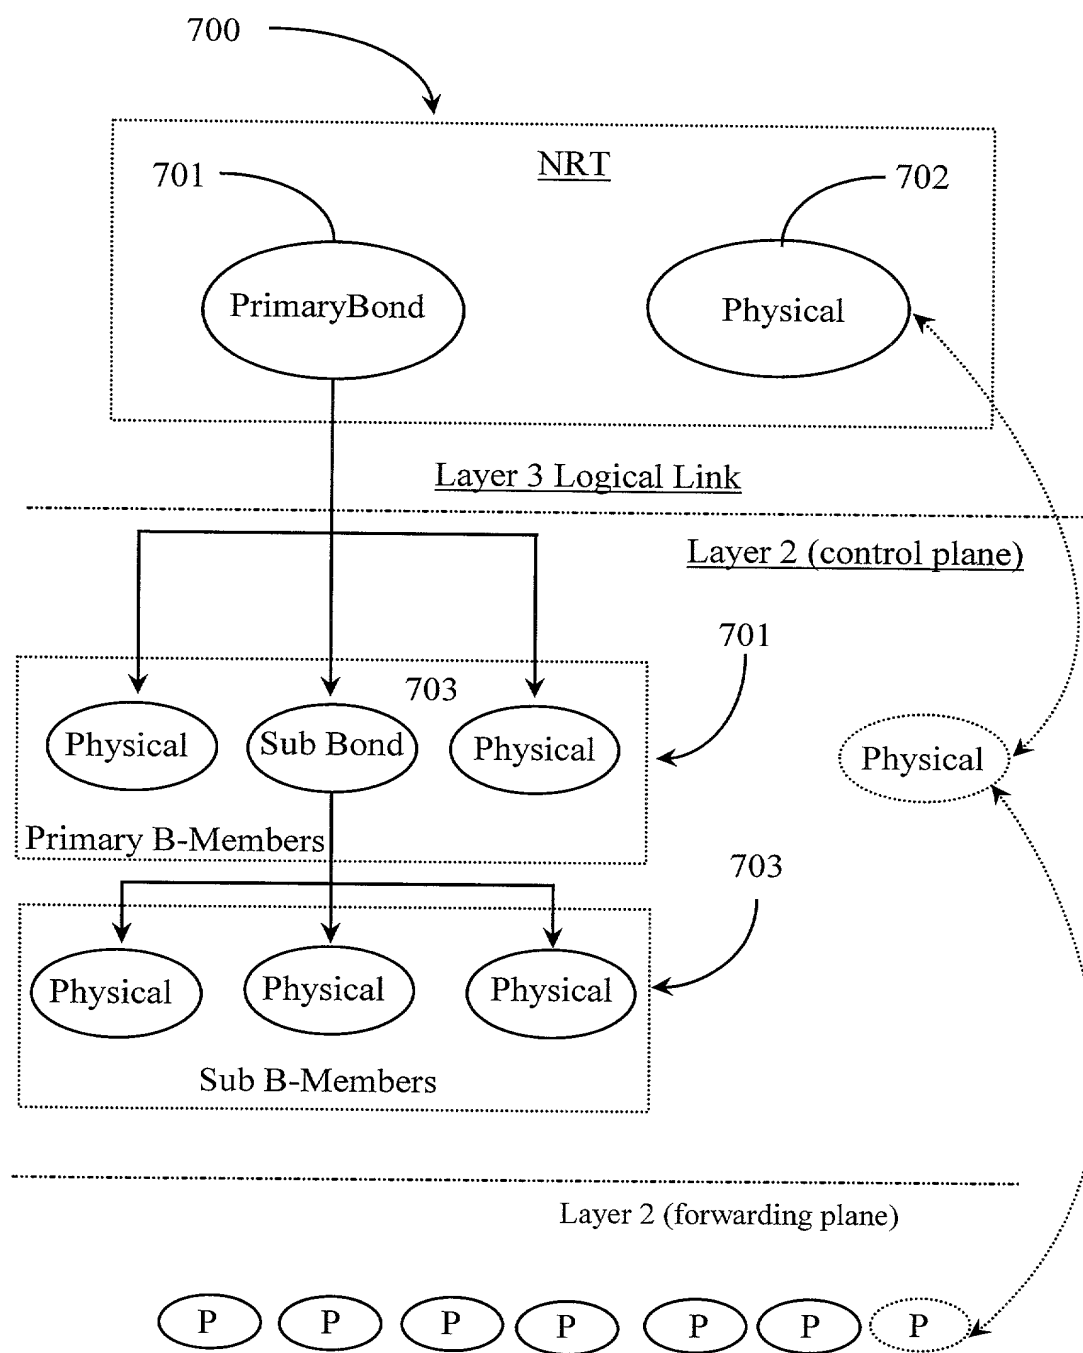 700
NRT
701
702
PrimaryBond
Physical
Layer 3 Logical Link
Layer 2 (control plane)
701
703
Physical
Sub Bond
Physical
Physical
Primary B-Members
703
Physical
Physical
Physical
Sub B-Members
Layer 2 (forwarding plane)
P
P
P
P
P
P
P